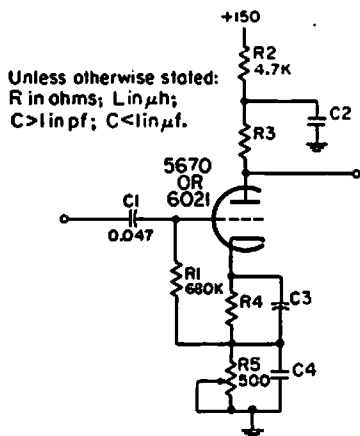 +150
R2
4.7K
Unless otherwise stated:
R in ohms; L in μh;
C>1 in pf; C<1 in μf.
C2
R3
5670
OR
6021
C1
0.047
R1
680K
R4
C3
R5
500
C4